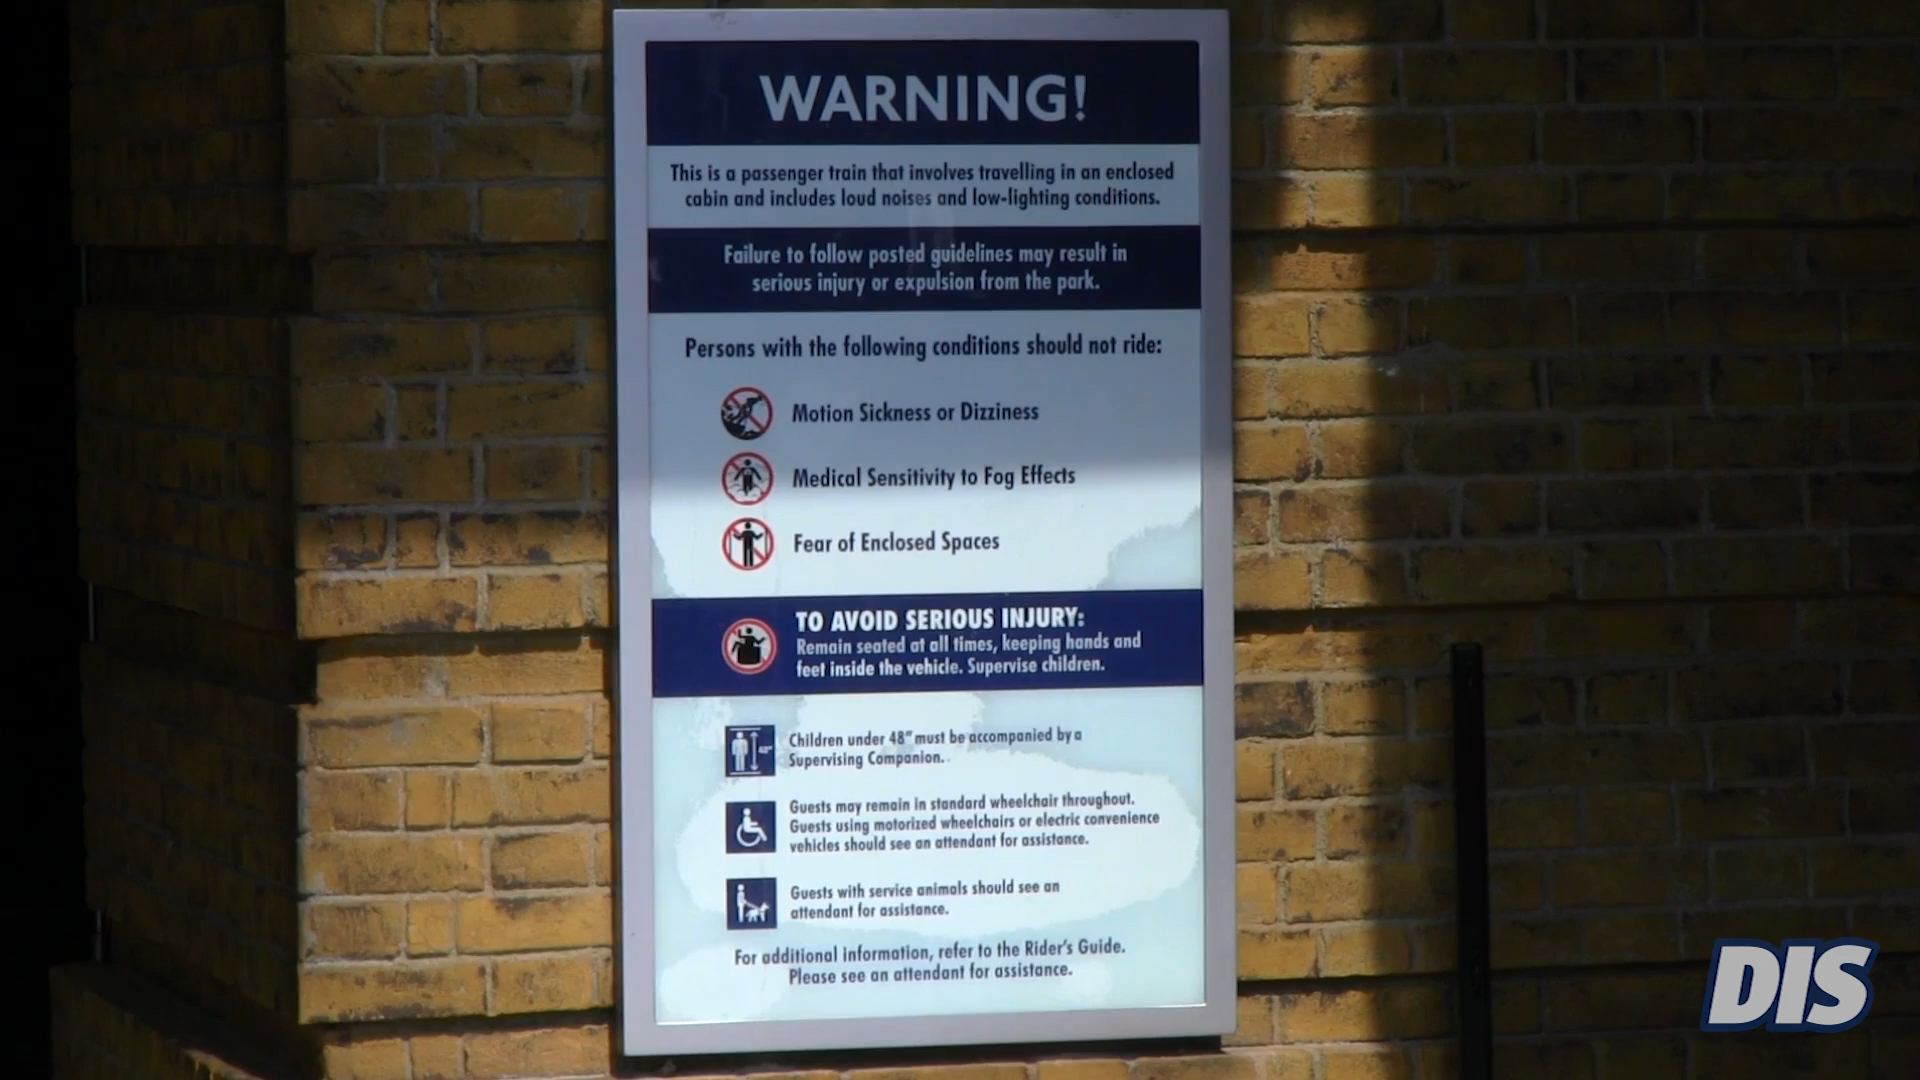 WARNING!
This is a passenger train that involves travelling in an enclosed
cabin and includes loud noises and low-lighting conditions.
Failure to follow posted guidelines may result in
serious injury or expulsion from the park.
Persons with the following conditions should not ride:
Motion Sickness or Dizziness
Medical Sensitivity to Fog Effects
Fear of Enclosed Spaces
TO AVOID SERIOUS INJURY:
Remain seated at all times, keeping hands and
feet inside the vehicle. Supervise children.
48"
Children under 48" must be accompanied by a
Supervising Companion.
Guests may remain in standard wheelchair throughout.
Guests using motorized wheelchairs or electric convenience
vehicles should see an attendant for assistance.
Guests with service animals should see an
attendant for assistance.
For additional information, refer to the Rider's Guide.
Please see an attendant for assistance.
DIS